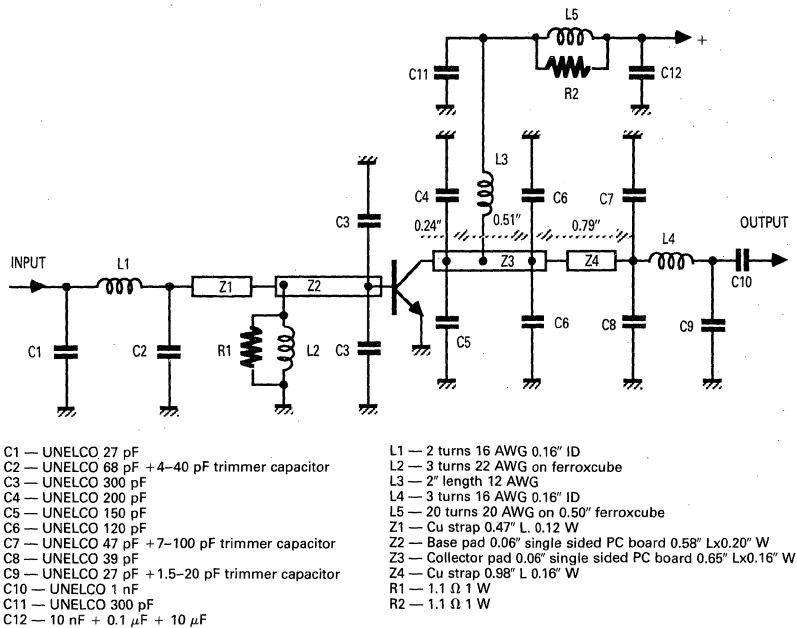 L5
+
C11
C12
R2
L3
C4
C6
C7
C3
0.24"
0.51"
0.79"
OUTPUT
INPUT
L1
L4
Z1
Z2
Z3
Z4
C10
C1
C2
R1
L2
C3
C5
C6
C8
C9
C1 — UNELCO 27 pF
C2 — UNELCO 68 pF +4–40 pF trimmer capacitor
C3 — UNELCO 300 pF
C4 — UNELCO 200 pF
C5 — UNELCO 150 pF
C6 — UNELCO 120 pF
C7 — UNELCO 47 pF +7–100 pF trimmer capacitor
C8 — UNELCO 39 pF
C9 — UNELCO 27 pF +1.5–20 pF trimmer capacitor
C10 — UNELCO 1 nF
C11 — UNELCO 300 pF
C12 — 10 nF + 0.1 μF + 10 μF
L1 — 2 turns 16 AWG 0.16" ID
L2 — 3 turns 22 AWG on ferroxcube
L3 — 2" length 12 AWG
L4 — 3 turns 16 AWG 0.16" ID
L5 — 20 turns 20 AWG on 0.50" ferroxcube
Z1 — Cu strap 0.47" L. 0.12 W
Z2 — Base pad 0.06" single sided PC board 0.58" Lx0.20" W
Z3 — Collector pad 0.06" single sided PC board 0.65" Lx0.16" W
Z4 — Cu strap 0.98" L 0.16" W
R1 — 1.1 Ω 1 W
R2 — 1.1 Ω 1 W